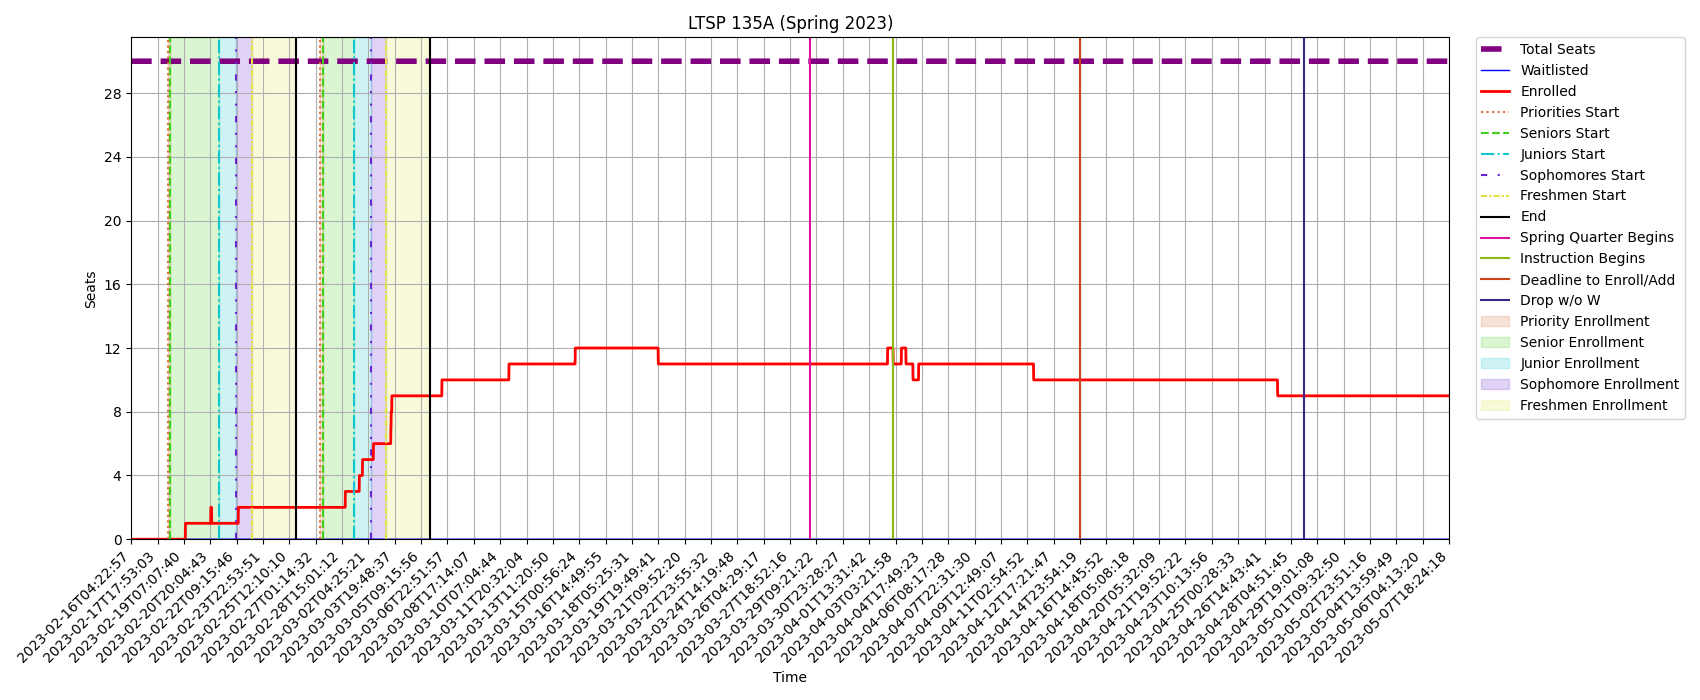 LTSP 135A (Spring 2023)
Seats
28
24
20
16
12
8
4
0
2023-02-16T04:22:57
2023-02-17T17:53:03
2023-02-19T07:07:40
2023-02-20T20:04:43
2023-02-22T09:15:46
2023-02-23T22:53:51
2023-02-25T12:10:10
2023-02-27T01:14:32
2023-02-28T15:01:12
2023-03-02T04:25:21
2023-03-03T19:48:37
2023-03-05T09:15:56
2023-03-06T22:51:57
2023-03-08T17:14:07
2023-03-10T07:04:44
2023-03-11T20:32:04
2023-03-13T11:20:50
2023-03-15T00:56:24
2023-03-16T14:49:55
2023-03-18T05:25:31
2023-03-19T19:49:41
2023-03-21T09:52:20
2023-03-22T23:55:32
2023-03-24T14:19:48
2023-03-26T04:29:17
2023-03-27T18:52:16
2023-03-29T09:21:22
2023-03-30T23:28:27
2023-04-01T13:31:42
2023-04-03T03:21:58
2023-04-04T17:49:23
2023-04-06T08:17:28
2023-04-07T22:31:30
2023-04-09T12:49:07
2023-04-11T02:54:52
2023-04-12T17:21:47
2023-04-14T23:54:19
2023-04-16T14:45:52
2023-04-18T05:08:18
2023-04-20T05:32:09
2023-04-21T19:52:22
2023-04-23T10:13:56
2023-04-25T00:28:33
2023-04-26T14:43:41
2023-04-28T04:51:45
2023-04-29T19:01:08
2023-05-01T09:32:50
2023-05-02T23:51:16
2023-05-04T13:59:49
2023-05-06T04:13:20
2023-05-07T18:24:18
Time
Total Seats
Waitlisted
Enrolled
Priorities Start
Seniors Start
Juniors Start
Sophomores Start
Freshmen Start
End
Spring Quarter Begins
Instruction Begins
Deadline to Enroll/Add
Drop w/o W
Priority Enrollment
Senior Enrollment
Junior Enrollment
Sophomore Enrollment
Freshmen Enrollment